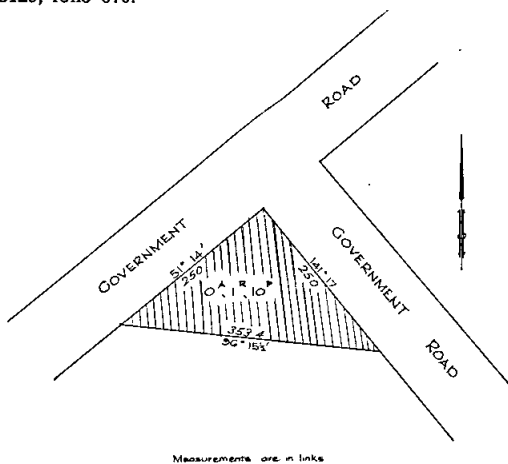 ROAD
GOVERNMENT
51° 14'
250
141° 17'
250
GOVERNMENT
ROAD
A R P
0 . 1 . 10
353.4
96° 15½'
Measurements are in links